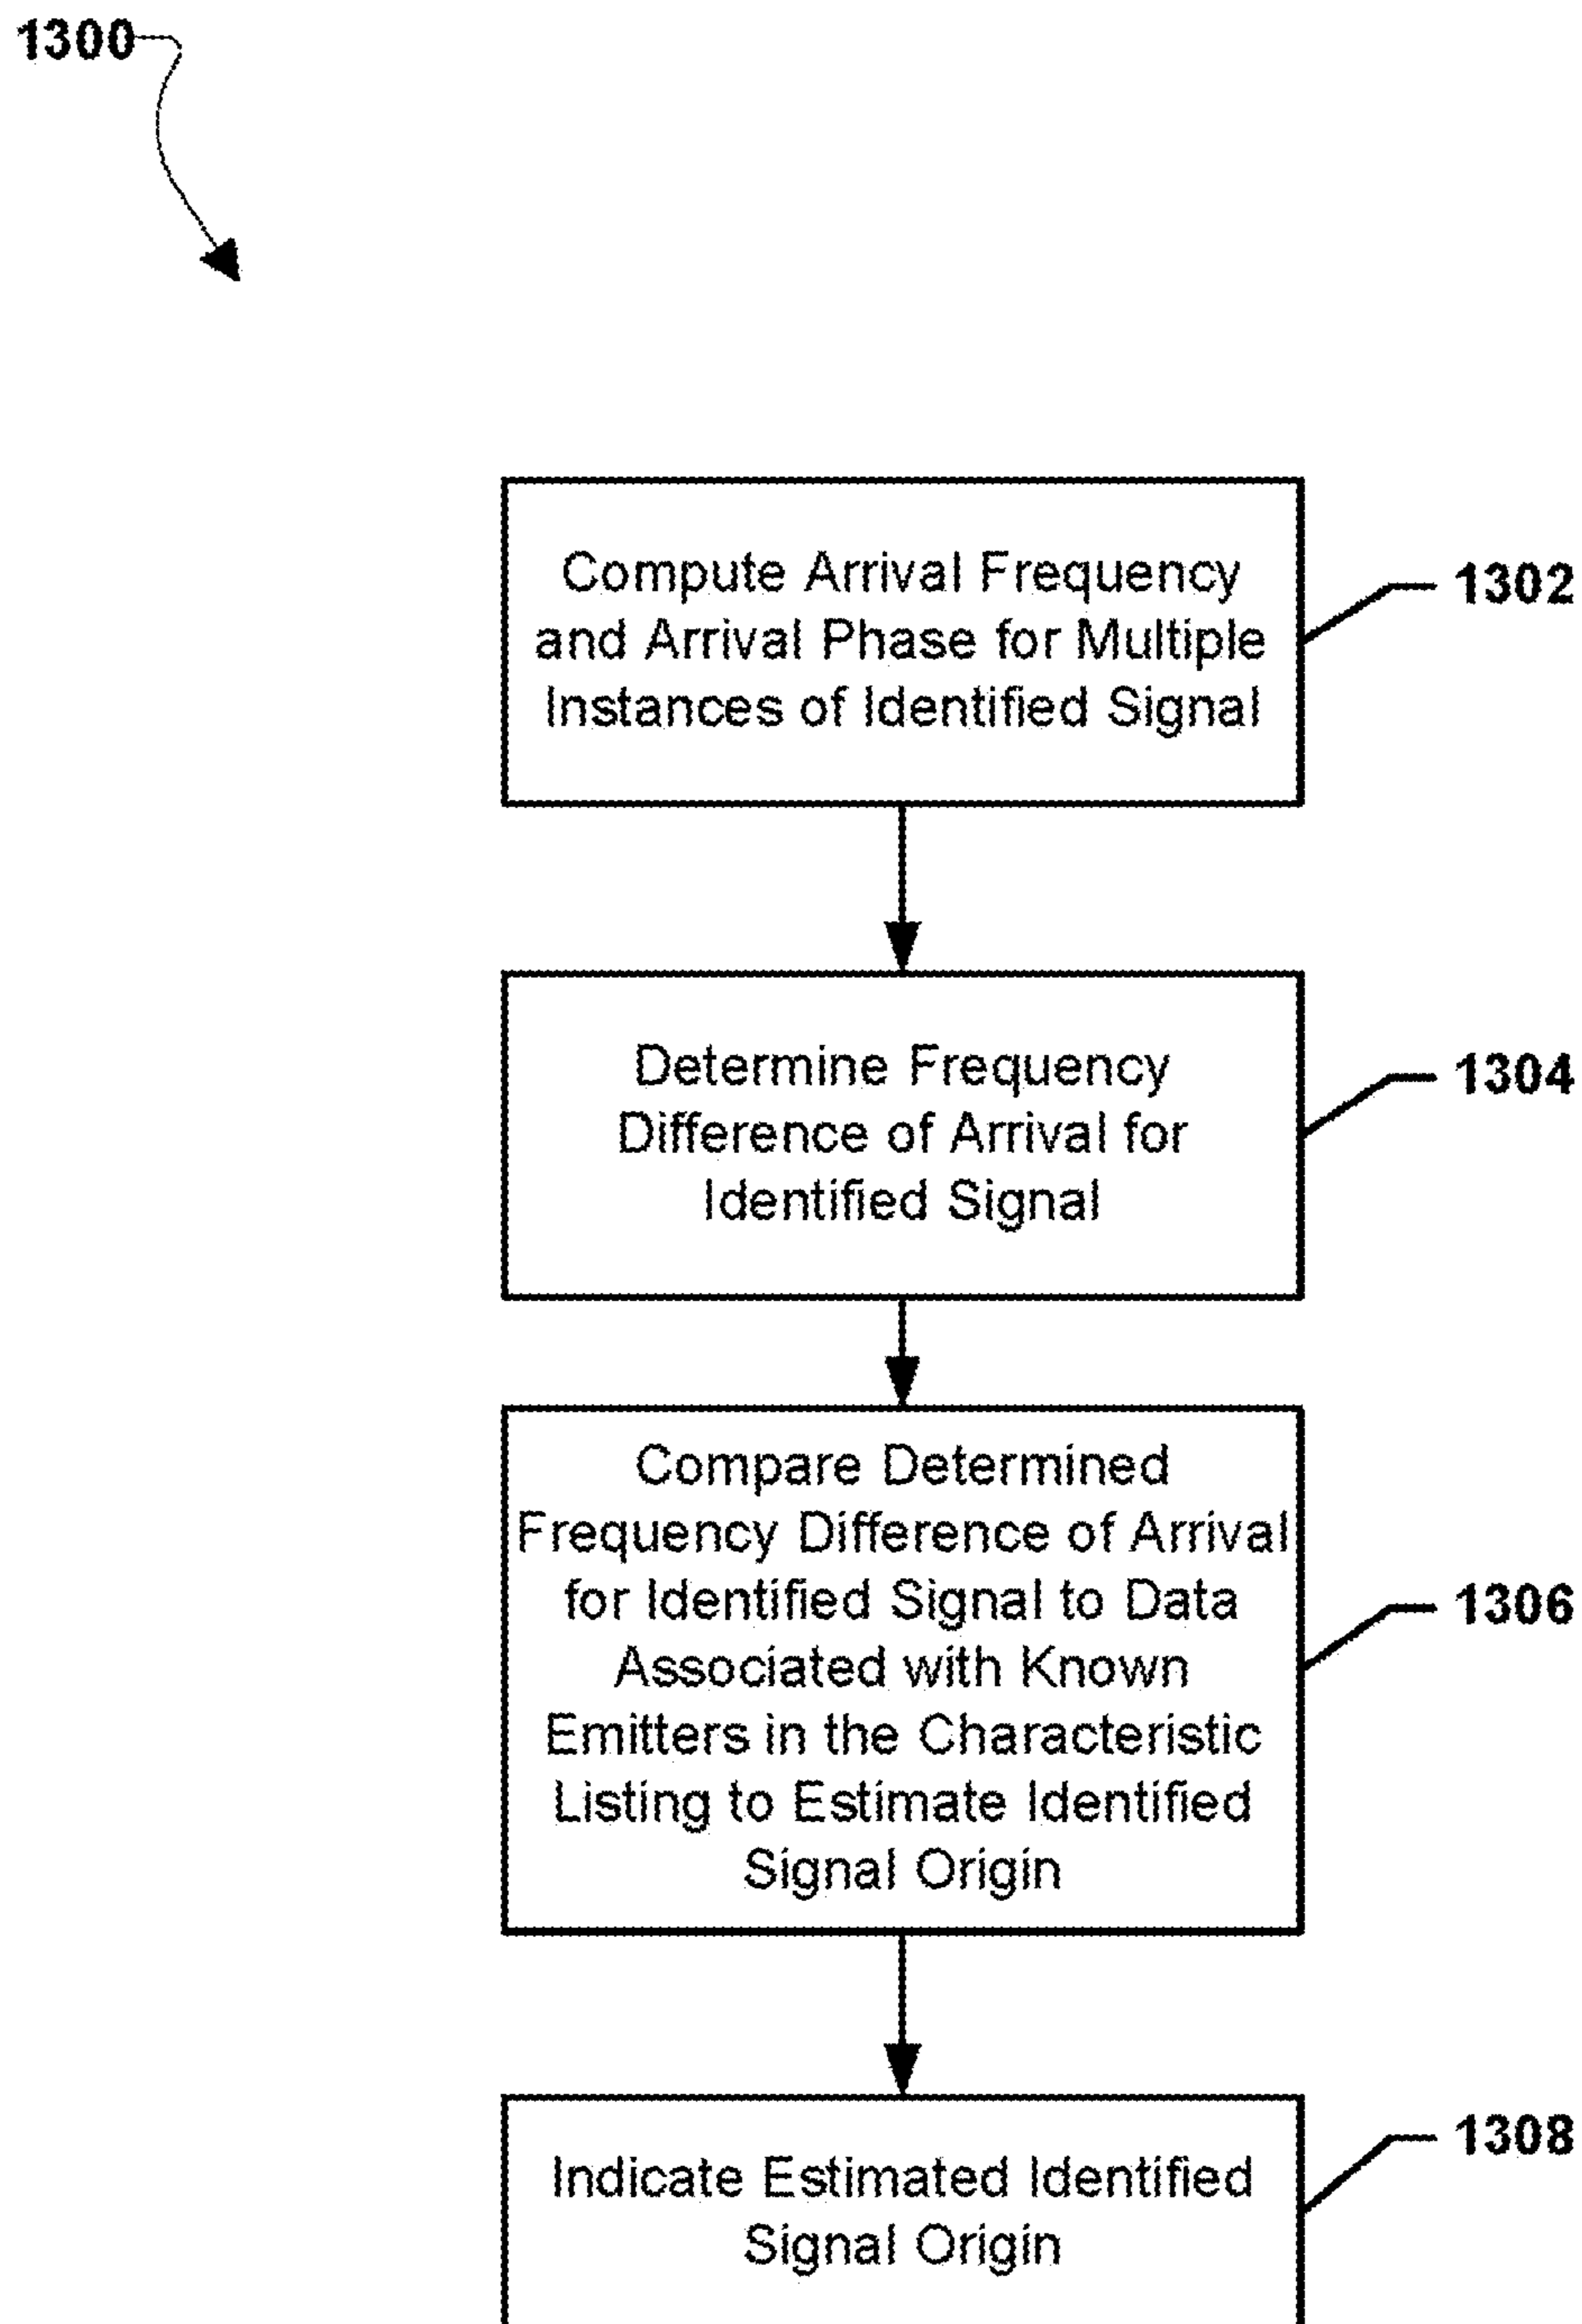 1300
Compute Arrival Frequency
and Arrival Phase for Multiple
Instances of Identified Signal
1302
Determine Frequency
Difference of Arrival for
Identified Signal
1304
Compare Determined
Frequency Difference of Arrival
for Identified Signal to Data
Associated with Known
Emitters in the Characteristic
Listing to Estimate Identified
Signal Origin
1306
Indicate Estimated Identified
Signal Origin
1308